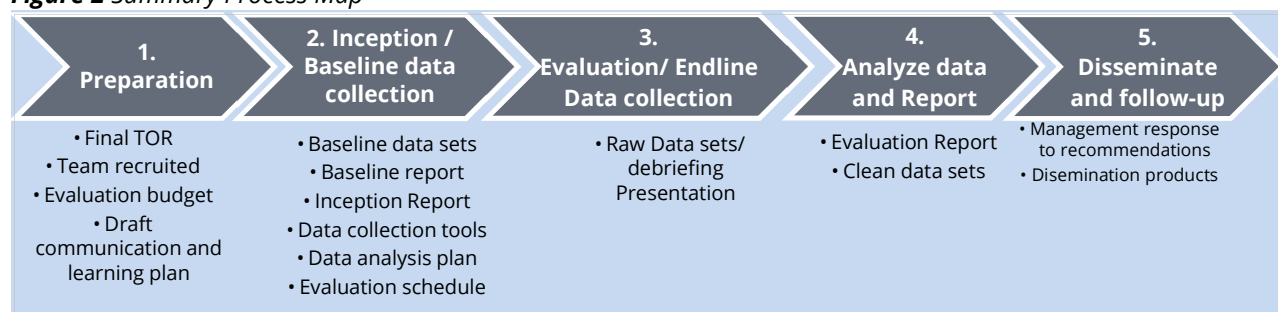 Figure 2 Summary Process Map
1.
Preparation
2. Inception /
Baseline data
collection
3.
Evaluation/ Endline
Data collection
4.
Analyze data
and Report
5.
Disseminate
and follow-up
• Final TOR
• Team recruited
• Evaluation budget
• Draft
communication and
learning plan
• Baseline data sets
• Baseline report
• Inception Report
• Data collection tools
• Data analysis plan
• Evaluation schedule
• Raw Data sets/
debriefing
Presentation
• Evaluation Report
• Clean data sets
• Management response
to recommendations
• Disemination products